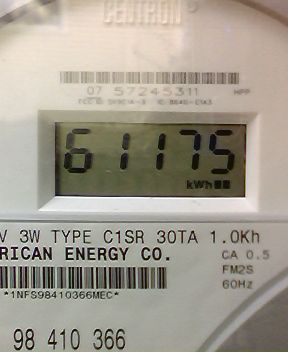 CENTRON
07 57245311 HPP
61175
kWh
V 3W TYPE C1SR 30TA 1.0Kh
RICAN ENERGY CO. CA 0.5
FM2S
60Hz
*1NFS98410366MEC*
98 410 366